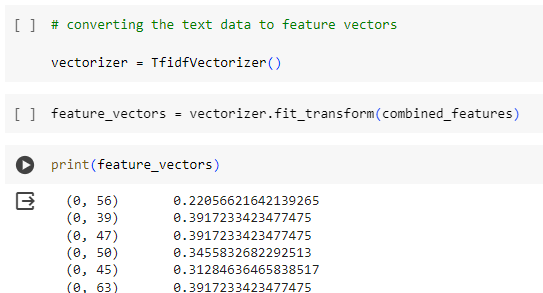 [ ] # converting the text data to feature vectors
vectorizer = TfidfVectorizer()
[ ] feature_vectors = vectorizer.fit_transform(combined_features)
print(feature_vectors)
(0, 56) 0.22056621642139265
(0, 39) 0.3917233423477475
(0, 47) 0.3917233423477475
(0, 50) 0.3455832682292513
(0, 45) 0.31284636465838517
(0, 63) 0.3917233423477475